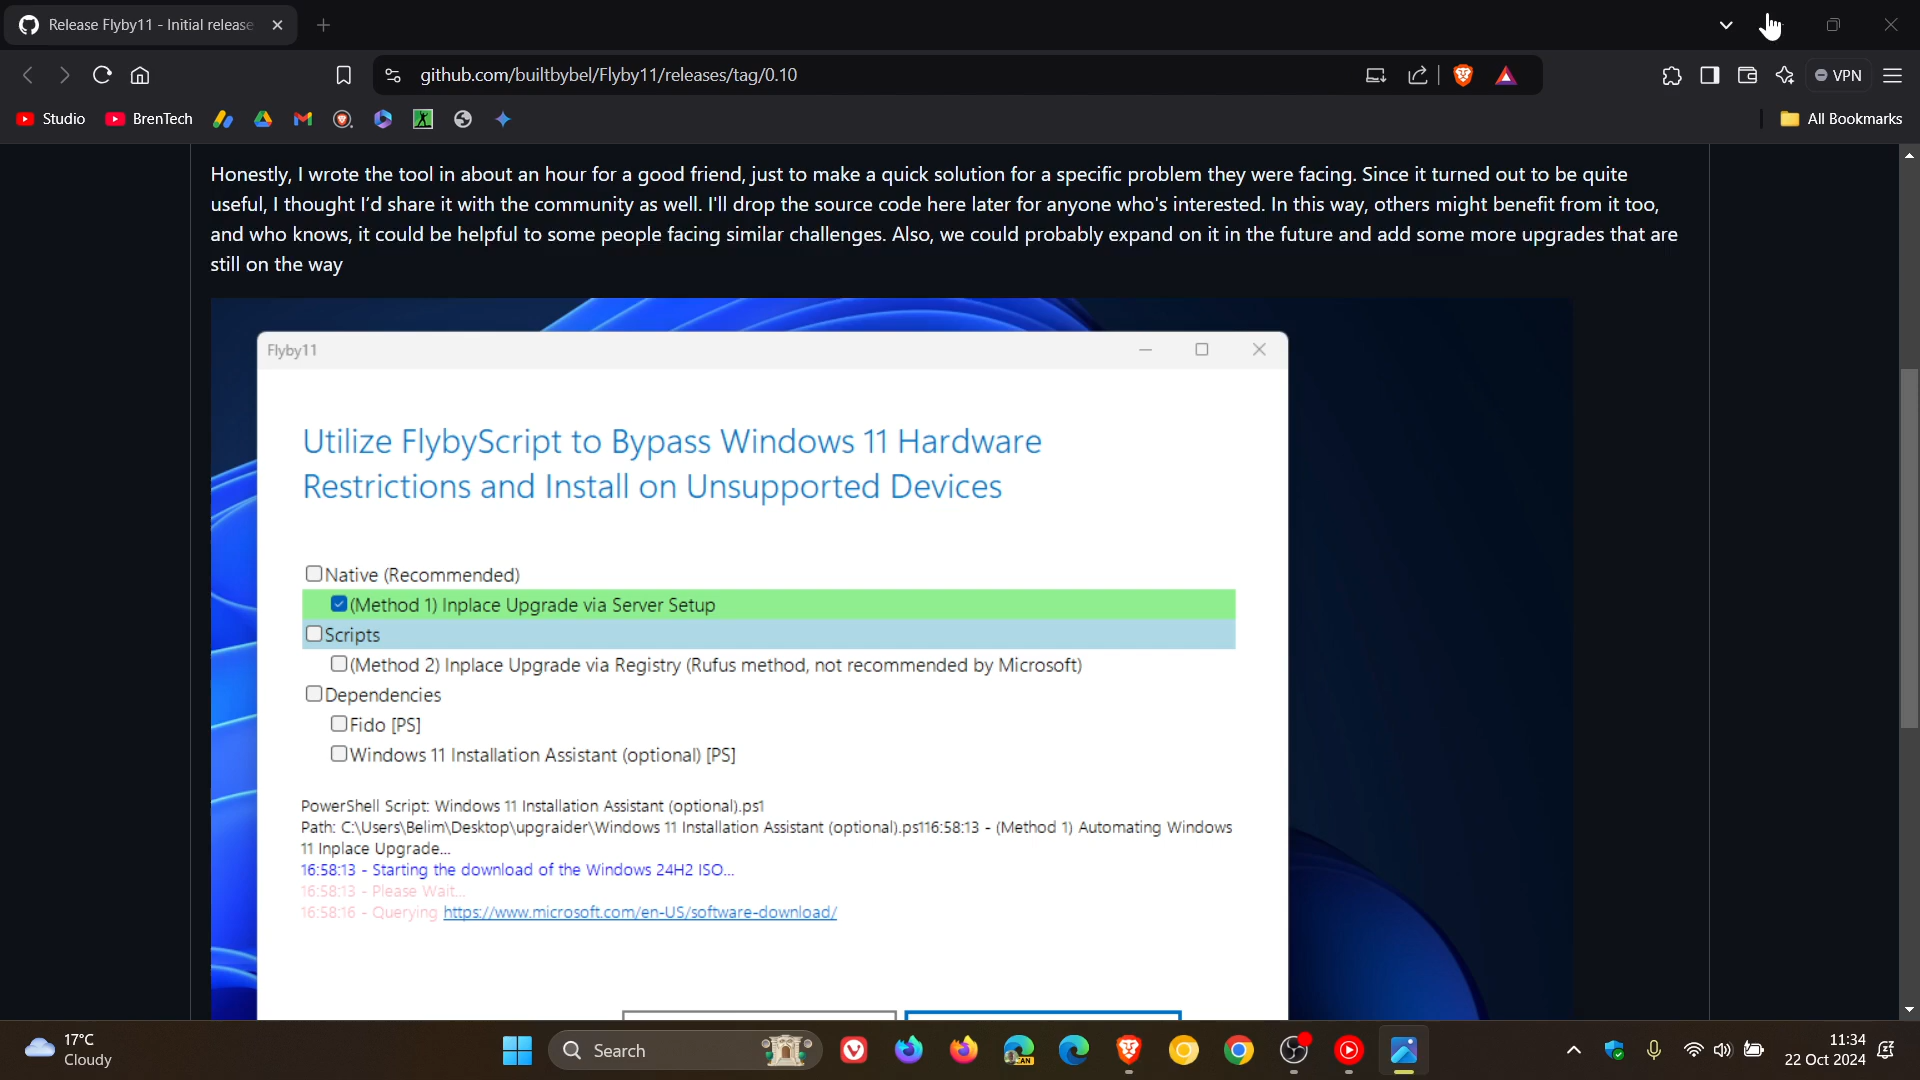 Release Flyby11 - Initial release
github.com/builtbybel/Flyby11/releases/tag/0.10
VPN
Studio
BrenTech
All Bookmarks
Honestly, I wrote the tool in about an hour for a good friend, just to make a quick solution for a specific problem they were facing. Since it turned out to be quite
useful, I thought I'd share it with the community as well. I'll drop the source code here later for anyone who's interested. In this way, others might benefit from it too,
and who knows, it could be helpful to some people facing similar challenges. Also, we could probably expand on it in the future and add some more upgrades that are
still on the way
Flyby11
Utilize FlybyScript to Bypass Windows 11 Hardware
Restrictions and Install on Unsupported Devices
Native (Recommended)
(Method 1) Inplace Upgrade via Server Setup
Scripts
(Method 2) Inplace Upgrade via Registry (Rufus method, not recommended by Microsoft)
Dependencies
Fido [PS]
Windows 11 Installation Assistant (optional) [PS]
PowerShell Script: Windows 11 Installation Assistant (optional).ps1
Path: C:\Users\Belim\Desktop\upgraider\Windows 11 Installation Assistant (optional).ps116:58:13 - (Method 1) Automating Windows
11 Inplace Upgrade...
16:58:13 - Starting the download of the Windows 24H2 ISO...
16:58:13 - Please Wait...
16:58:16 - Querying https://www.microsoft.com/en-US/software-download/
17°C
Cloudy
Search
CAN
11:34
22 Oct 2024